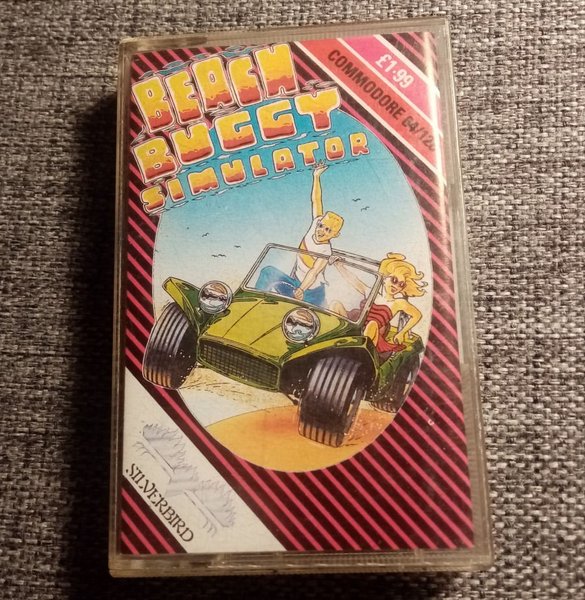 BEACH
BUGGY
SIMULATOR
£1·99
COMMODORE 64/128
SILVERBIRD